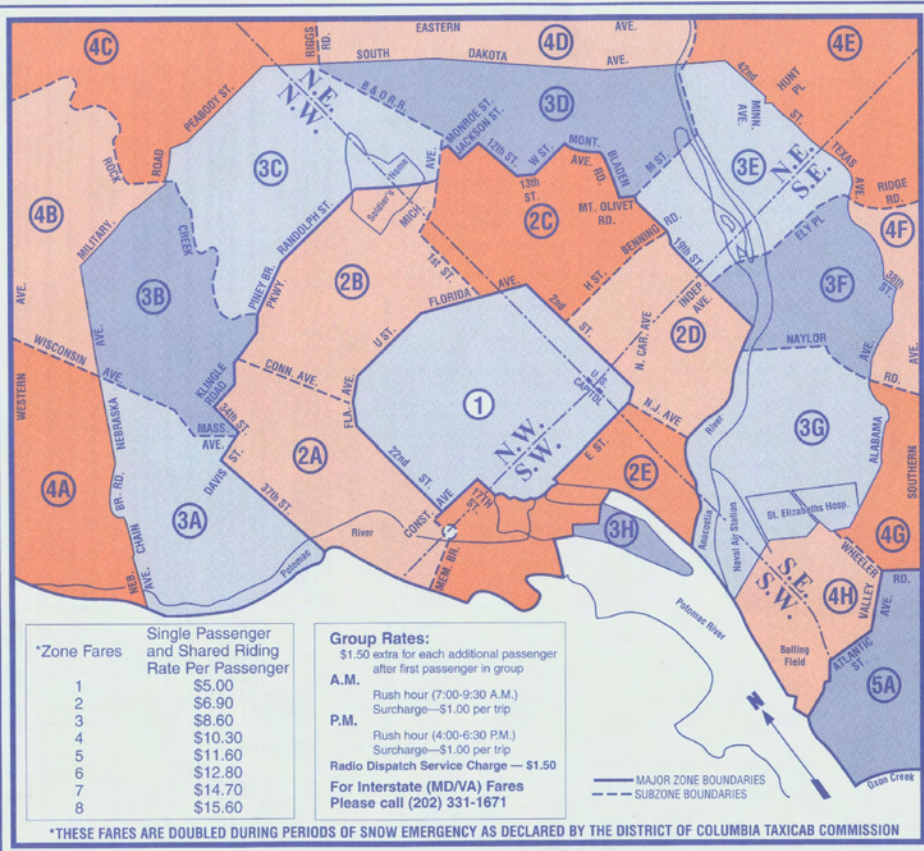 4C
RIGGS RD.
EASTERN AVE.
4D
4E
SOUTH DAKOTA AVE.
42nd ST.
HUNT PL
PEABODY ST.
N.E.
N.W.
B & O R.R.
MONROE ST.
JACKSON ST.
3D
MINN. AVE.
ROCK CREEK
ROAD
3C
12th ST.
W ST.
MONT. AVE. RD.
BLADEN
M ST.
3E
N.E.
S.E.
TEXAS AVE.
4B
MILITARY
Soldier's Home
AVE.
MICH.
13th ST.
2C
MT. OLIVET RD.
RIDGE RD.
4F
RANDOLPH ST.
BENNING RD.
ELY PL
3B
PINEY BR. PKWY.
2B
1st ST.
H ST.
19th ST.
INDEP. AVE.
3F
38th ST.
FLORIDA AVE.
2nd ST.
AVE.
WISCONSIN AVE.
AVE.
U ST.
N. CAR. AVE
2D
NAYLOR RD.
AVE.
KLINGLE ROAD
CONN. AVE.
1
U.S. CAPITOL
WESTERN
NEBRASKA
34th ST.
FLA. AVE.
N.J. AVE
River
3G
ALABAMA AVE.
SOUTHERN AVE
MASS. AVE.
N.W.
S.W.
4A
DAVIS ST.
2A
22nd ST.
E ST.
2E
BR. RD.
37th ST.
CONST. AVE
17TH ST.
Anacostia
Naval Air Station
St. Elizabeths Hosp.
3A
River
3H
4G
CHAIN
NEB. AVE.
Potomac
MEM. BR.
WHEELER RD.
S.E.
S.W.
4H
VALLEY AVE.
Potomac River
Bolling Field
ATLANTIC ST
5A
N
Oxon Creek
*Zone Fares
Single Passenger
and Shared Riding
Rate Per Passenger
1 $5.00
2 $6.90
3 $8.60
4 $10.30
5 $11.60
6 $12.80
7 $14.70
8 $15.60
Group Rates:
$1.50 extra for each additional passenger
after first passenger in group
A.M.
Rush hour (7:00-9:30 A.M.)
Surcharge—$1.00 per trip
P.M.
Rush hour (4:00-6:30 P.M.)
Surcharge—$1.00 per trip
Radio Dispatch Service Charge — $1.50
For Interstate (MD/VA) Fares
Please call (202) 331-1671
MAJOR ZONE BOUNDARIES
SUBZONE BOUNDARIES
*THESE FARES ARE DOUBLED DURING PERIODS OF SNOW EMERGENCY AS DECLARED BY THE DISTRICT OF COLUMBIA TAXICAB COMMISSION